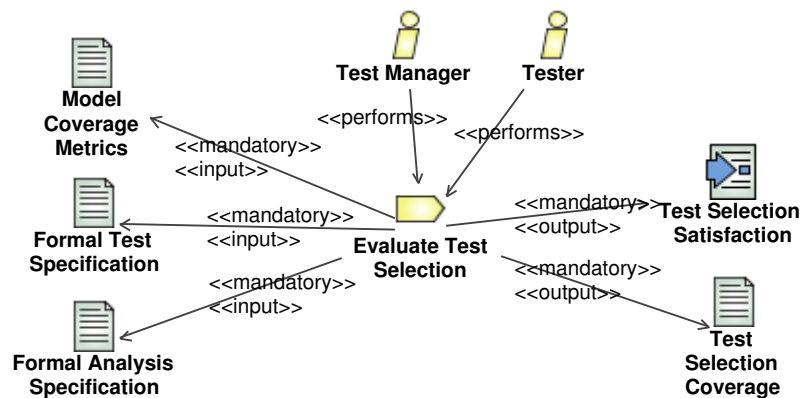 Test Manager
Tester
Model
Coverage
Metrics
<<performs>>
<<performs>>
<<mandatory>>
<<input>>
<<mandatory>>
<<output>>
Test Selection
Satisfaction
Formal Test
Specification
<<mandatory>>
<<input>>
Evaluate Test
Selection
<<mandatory>>
<<output>>
<<mandatory>>
<<input>>
Formal Analysis
Specification
Test
Selection
Coverage